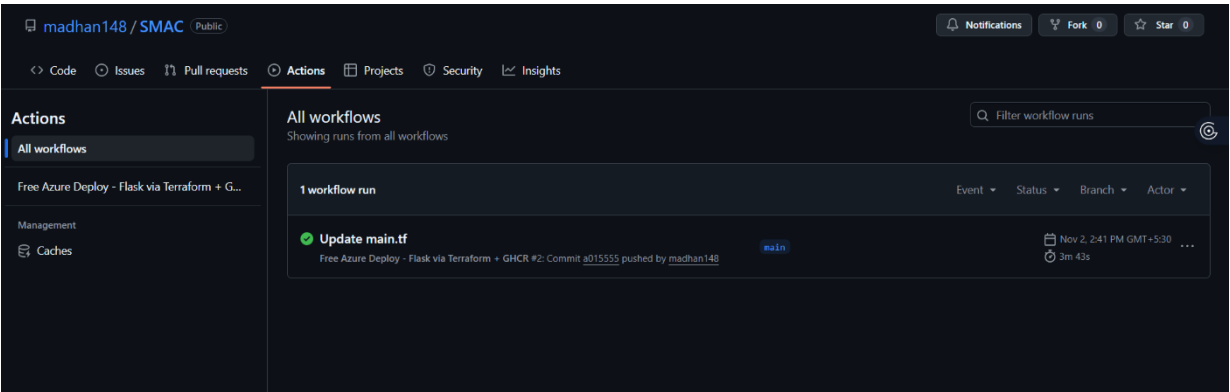 madhan148 / SMAC Public
Notifications
Fork 0
Star 0
Code
Issues
Pull requests
Actions
Projects
Security
Insights
Actions
All workflows
Free Azure Deploy - Flask via Terraform + G...
Management
Caches
All workflows
Showing runs from all workflows
Filter workflow runs
1 workflow run
Event
Status
Branch
Actor
Update main.tf
Free Azure Deploy - Flask via Terraform + GHCR #2: Commit a015555 pushed by madhan148
main
Nov 2, 2:41 PM GMT+5:30
3m 43s
...